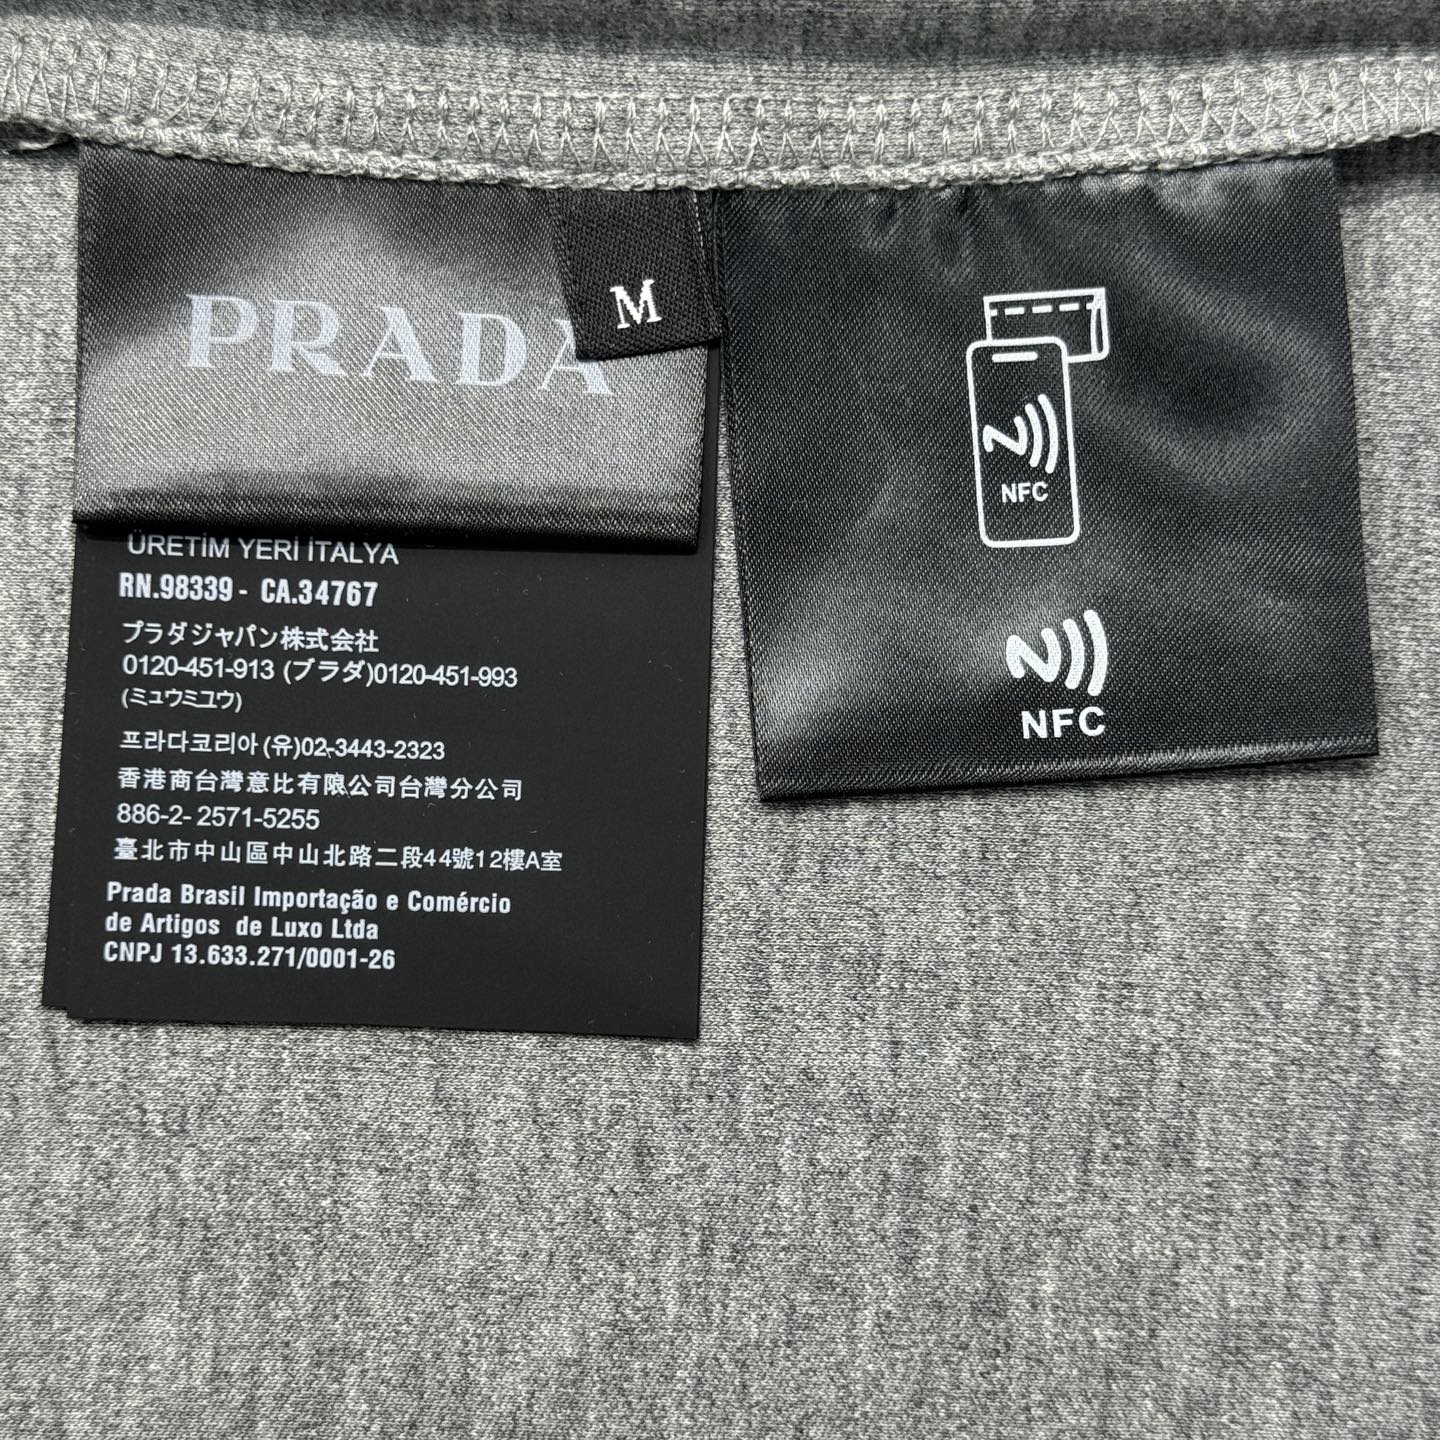 PRADA
M
ÜRETİM YERİ İTALYA
RN.98339 - CA.34767
プラダジャパン株式会社
0120-451-913 (プラダ)0120-451-993
(ミュウミュウ)
프라다코리아 (유)02-3443-2323
香港商台灣意比有限公司台灣分公司
886-2- 2571-5255
臺北市中山區中山北路二段44號12樓A室
Prada Brasil Importação e Comércio
de Artigos de Luxo Ltda
CNPJ 13.633.271/0001-26
NFC
NFC